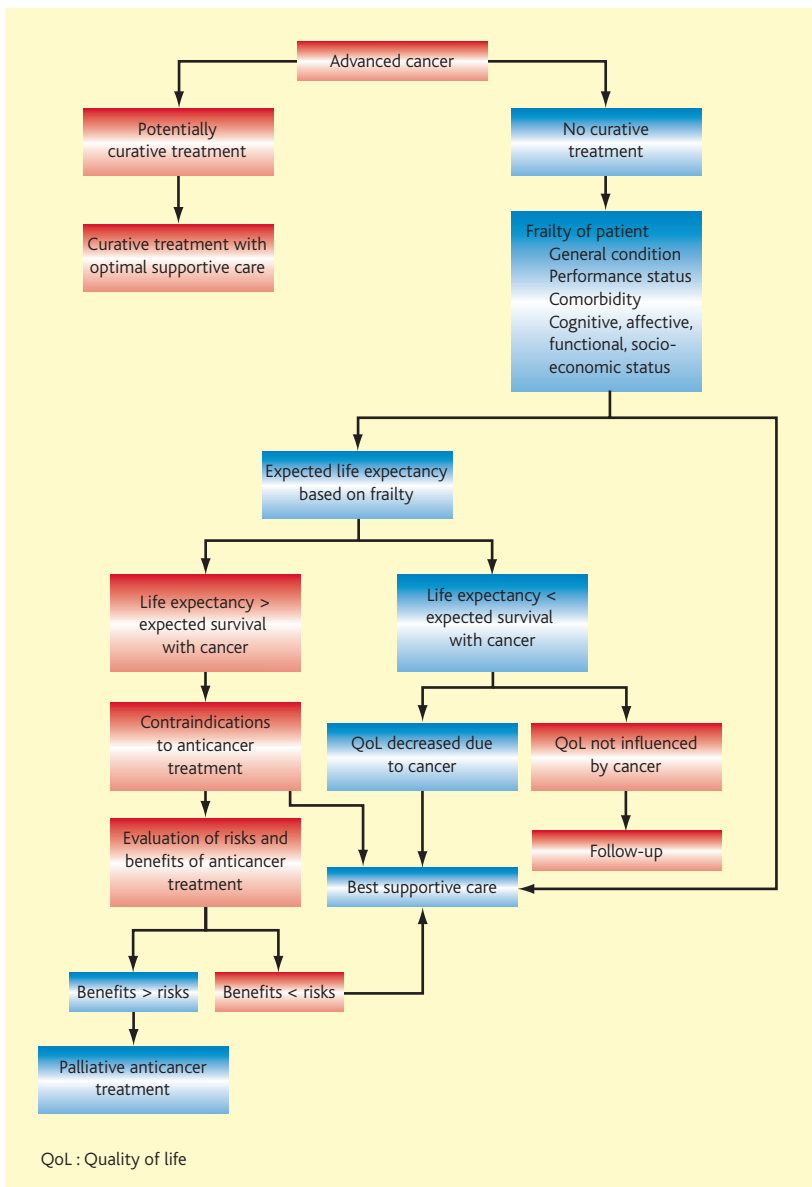 Advanced cancer
Potentially
curative treatment
No curative
treatment
Curative treatment with
optimal supportive care
Frailty of patient
General condition
Performance status
Comorbidity
Cognitive, affective,
functional, socio-
economic status
Expected life expectancy
based on frailty
Life expectancy >
expected survival
with cancer
Life expectancy <
expected survival
with cancer
Contraindications
to anticancer
treatment
QoL decreased due
to cancer
QoL not influenced
by cancer
Evaluation of risks and
benefits of anticancer
treatment
Follow-up
Best supportive care
Benefits > risks
Benefits < risks
Palliative anticancer
treatment
QoL : Quality of life